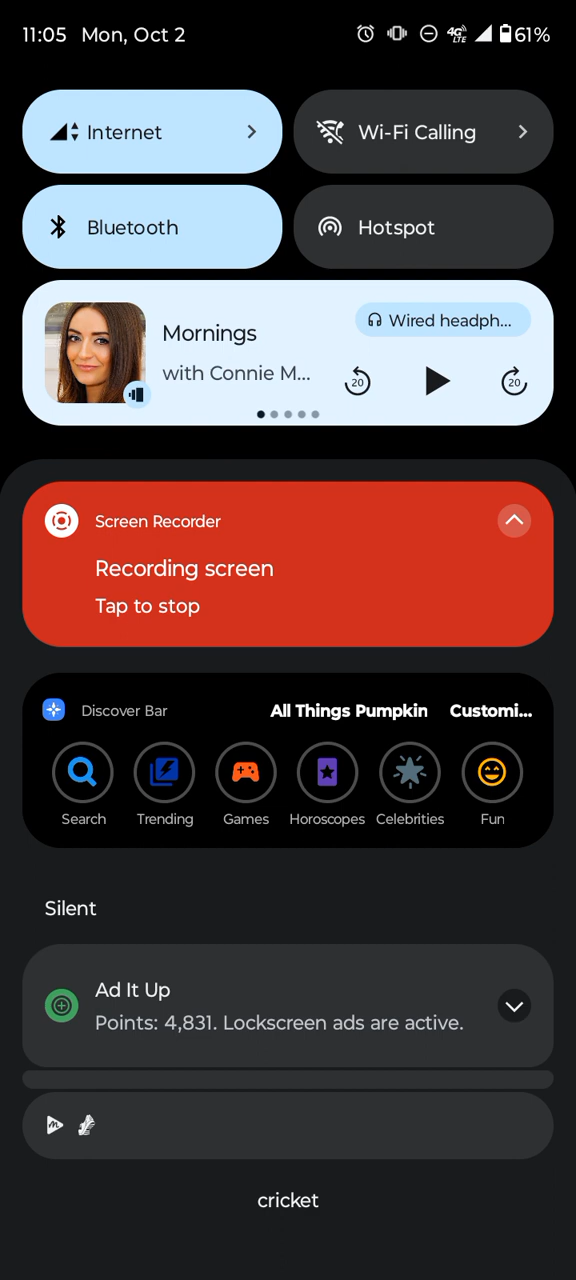 11:05 Mon, Oct 2 4G LTE 61%
Internet Wi-Fi Calling
Bluetooth Hotspot
Mornings Wired headph...
with Connie M... 20 20
Screen Recorder
Recording screen
Tap to stop
Discover Bar All Things Pumpkin Customi...
Search Trending Games Horoscopes Celebrities Fun
Silent
Ad It Up
Points: 4,831. Lockscreen ads are active.
cricket